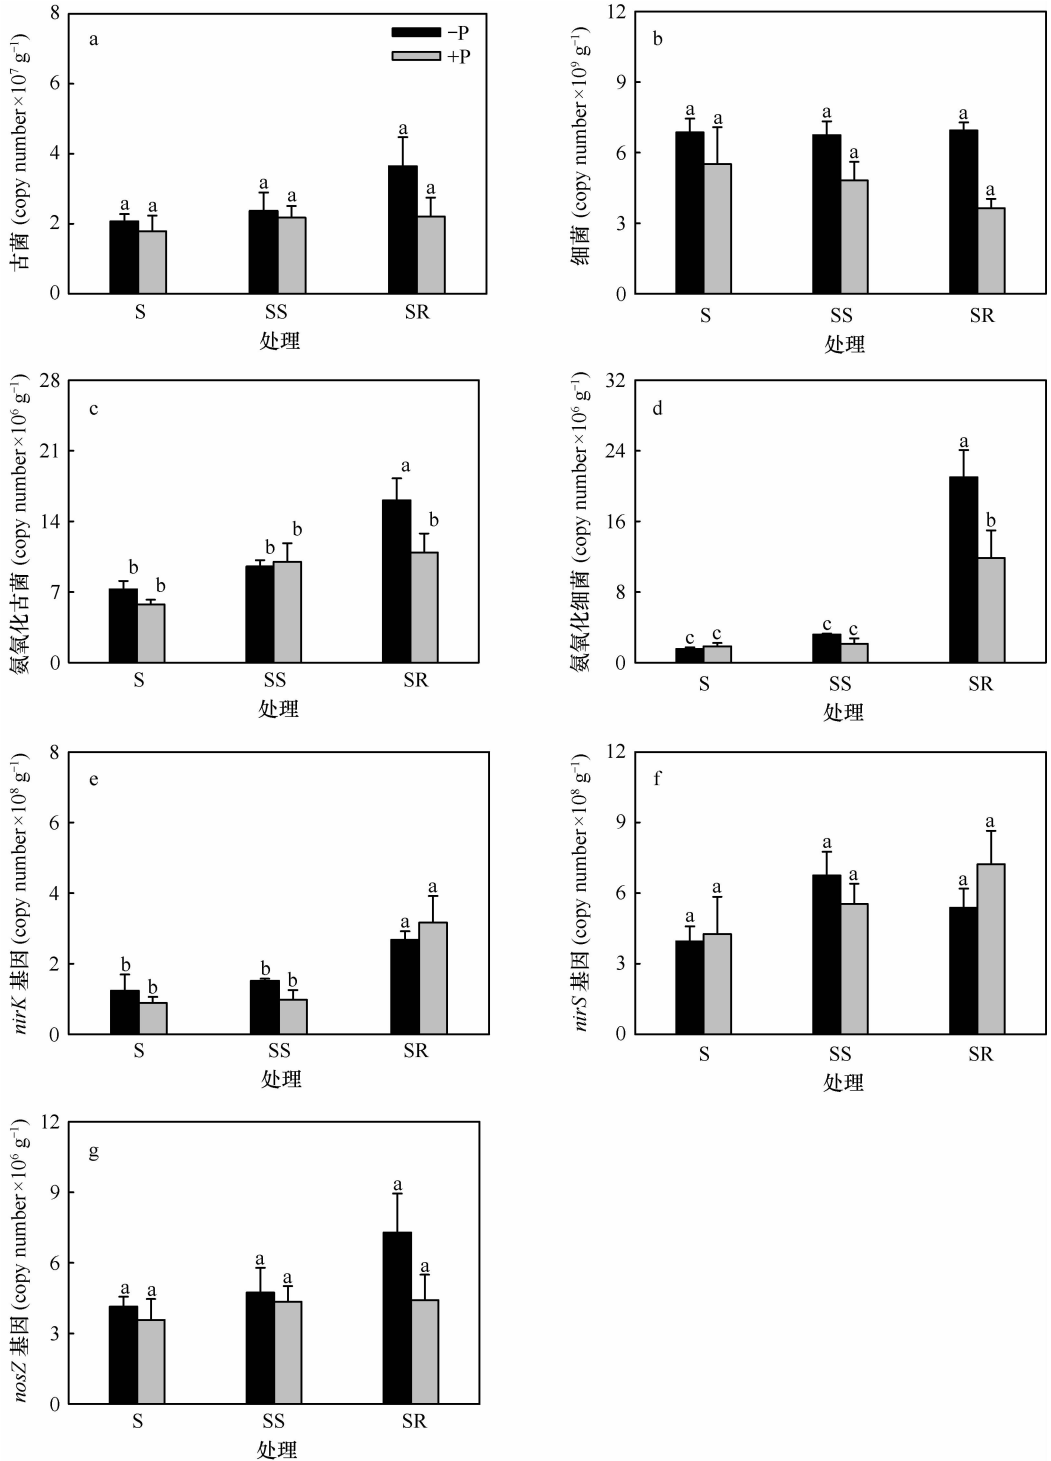 古菌 (copy number×10⁷ g⁻¹)
8
6
4
2
0
a
−P
+P
a a
a a
a
a
S SS SR
处理
细菌 (copy number×10⁹ g⁻¹)
12
9
6
3
0
b
a a
a
a
a
a
S SS SR
处理
氨氧化古菌 (copy number×10⁶ g⁻¹)
28
21
14
7
0
c
b b
b b
a
b
S SS SR
处理
氨氧化细菌 (copy number×10⁶ g⁻¹)
32
24
16
8
0
d
c c
c c
a
b
S SS SR
处理
nirK 基因 (copy number×10⁸ g⁻¹)
8
6
4
2
0
e
b b
b b
a a
S SS SR
处理
nirS 基因 (copy number×10⁸ g⁻¹)
12
9
6
3
0
f
a a
a a
a a
S SS SR
处理
nosZ 基因 (copy number×10⁶ g⁻¹)
12
9
6
3
0
g
a a
a a
a
a
S SS SR
处理